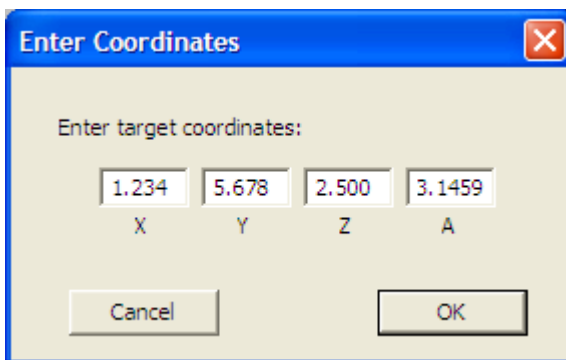 Enter Coordinates
Enter target coordinates:
1.234 5.678 2.500 3.1459
X Y Z A
Cancel OK